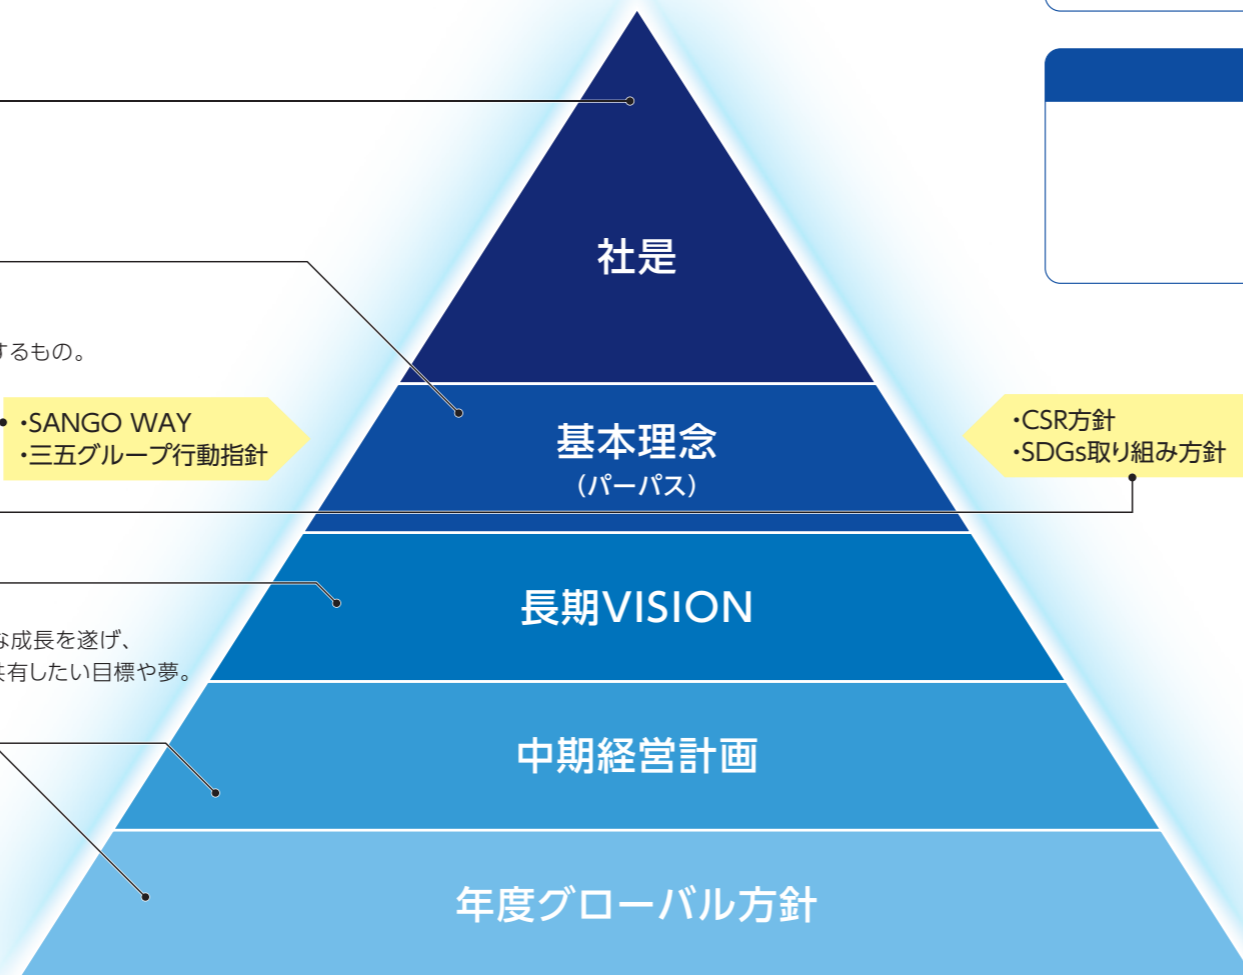 社是
するもの。
・SANGO WAY
・三五グループ行動指針
基本理念
（パーパス）
・CSR方針
・SDGs取り組み方針
長期VISION
な成長を遂げ、
共有したい目標や夢。
中期経営計画
年度グローバル方針